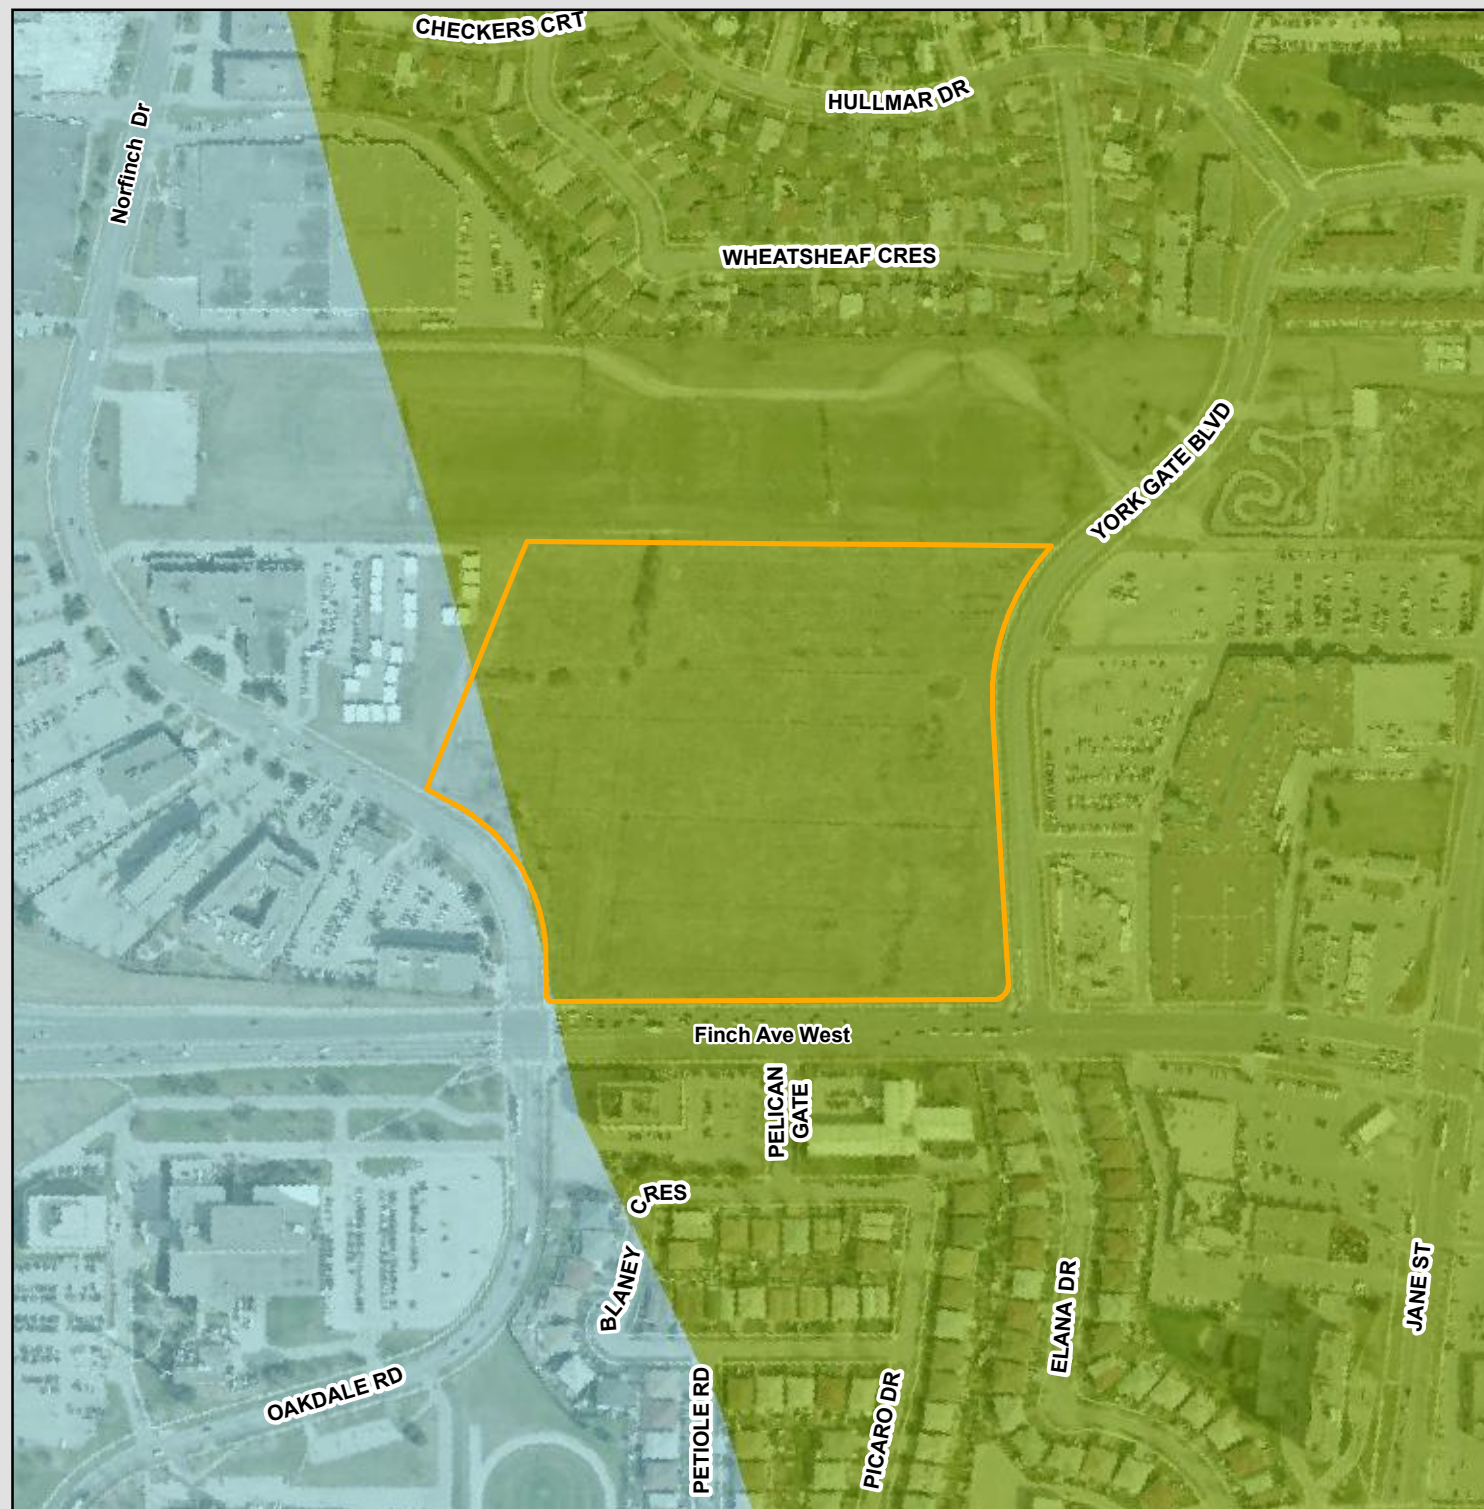 CHECKERS CRT
HULLMAR DR
Norfinch Dr
WHEATSHEAF CRES
YORK GATE BLVD
Finch Ave West
PELICAN
GATE
BLANEY CRES
ELANA DR
JANE ST
OAKDALE RD
PETIOLE RD
PICARO DR